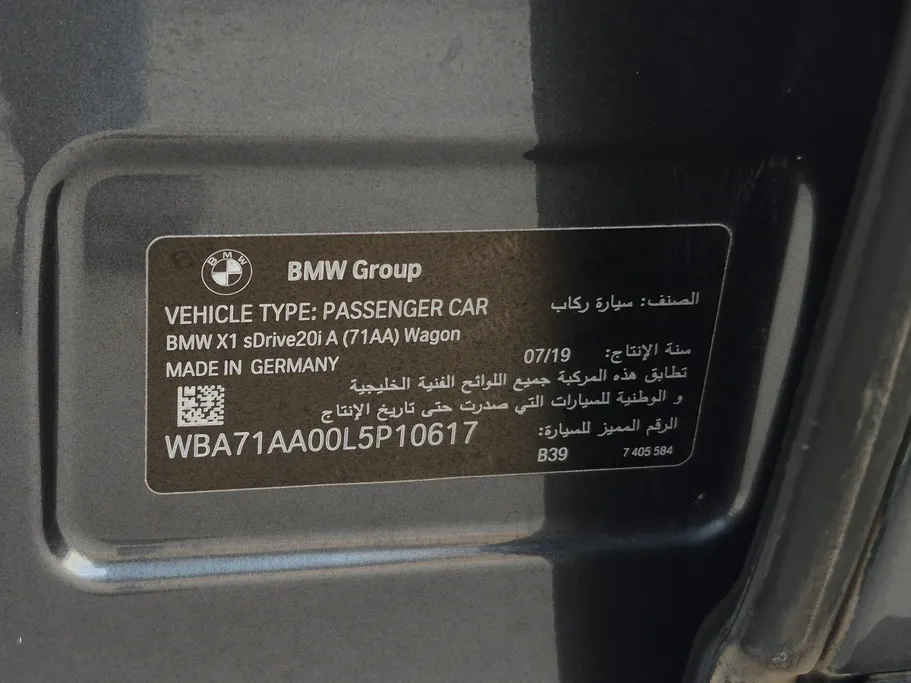 BMW
BMW Group
VEHICLE TYPE: PASSENGER CAR
الصنف: سيارة ركاب
BMW X1 sDrive20i A (71AA) Wagon
MADE IN GERMANY
سنة الإنتاج: 07/19
تطابق هذه المركبة جميع اللوائح الفنية الخليجية
و الوطنية للسيارات التي صدرت حتى تاريخ الإنتاج
الرقم المميز للسيارة:
WBA71AA00L5P10617
B39 7 405 584